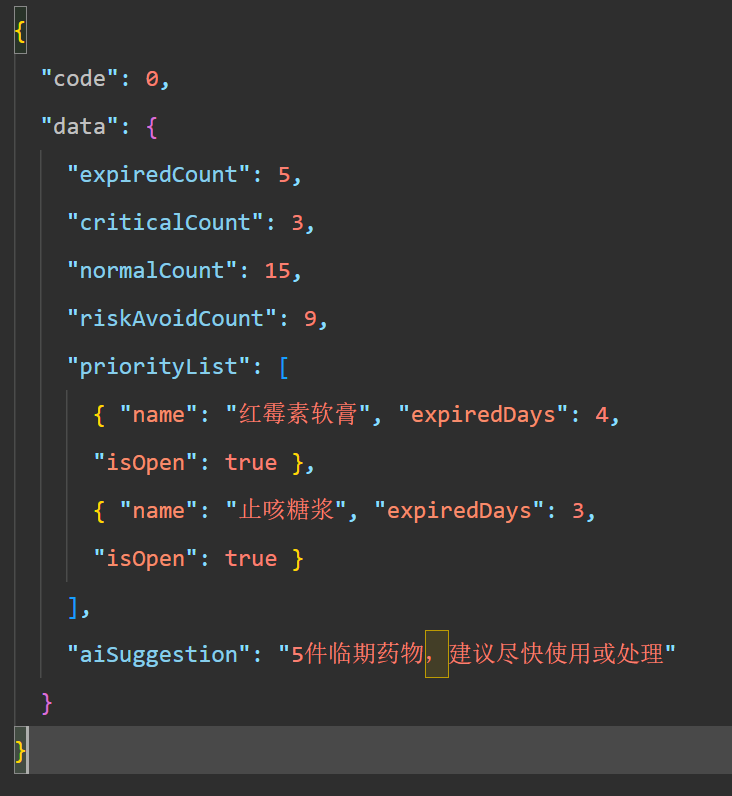 {
"code": 0,
"data": {
"expiredCount": 5,
"criticalCount": 3,
"normalCount": 15,
"riskAvoidCount": 9,
"priorityList": [
{ "name": "红霉素软膏", "expiredDays": 4,
"isOpen": true },
{ "name": "止咳糖浆", "expiredDays": 3,
"isOpen": true }
],
"aiSuggestion": "5件临期药物，建议尽快使用或处理"
}
}